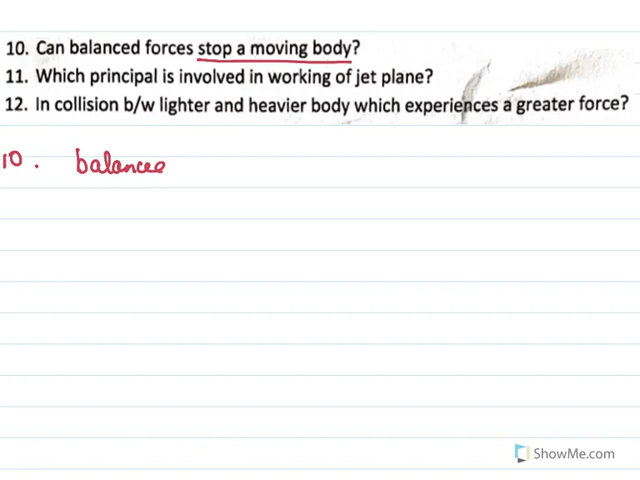 10. Can balanced forces stop a moving body?
11. Which principal is involved in working of jet plane?
12. In collision b/w lighter and heavier body which experiences a greater force?
10. balancee
ShowMe.com